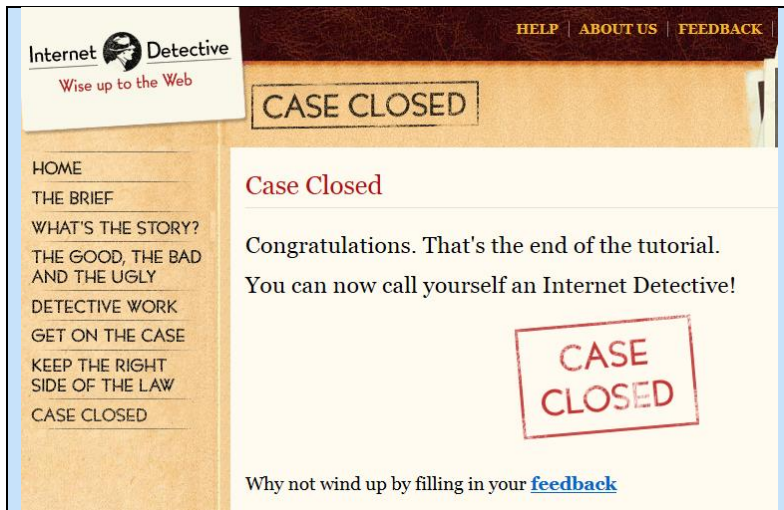 Internet Detective
Wise up to the Web
HELP | ABOUT US | FEEDBACK |
CASE CLOSED
HOME
THE BRIEF
WHAT'S THE STORY?
THE GOOD, THE BAD
AND THE UGLY
DETECTIVE WORK
GET ON THE CASE
KEEP THE RIGHT
SIDE OF THE LAW
CASE CLOSED
Case Closed
Congratulations. That's the end of the tutorial.
You can now call yourself an Internet Detective!
CASE
CLOSED
Why not wind up by filling in your feedback